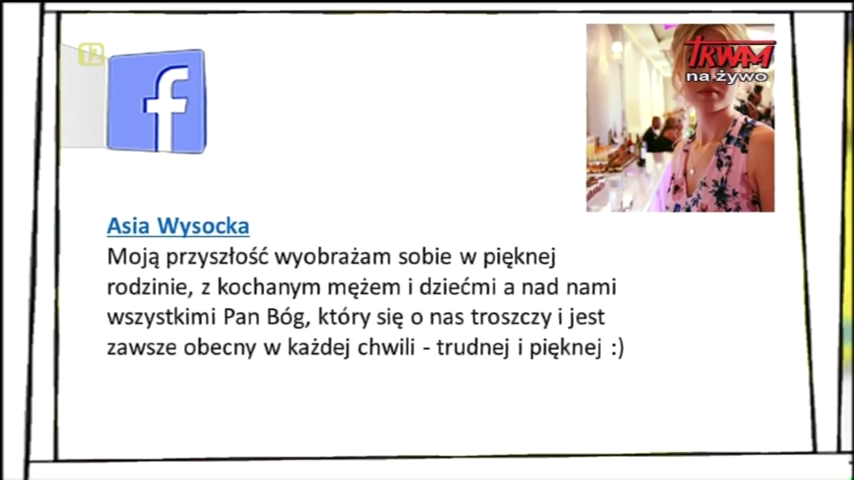 12
f
TRWAM
na żywo
Asia Wysocka
Moją przyszłość wyobrażam sobie w pięknej
rodzinie, z kochanym mężem i dziećmi a nad nami
wszystkimi Pan Bóg, który się o nas troszczy i jest
zawsze obecny w każdej chwili - trudnej i pięknej :)